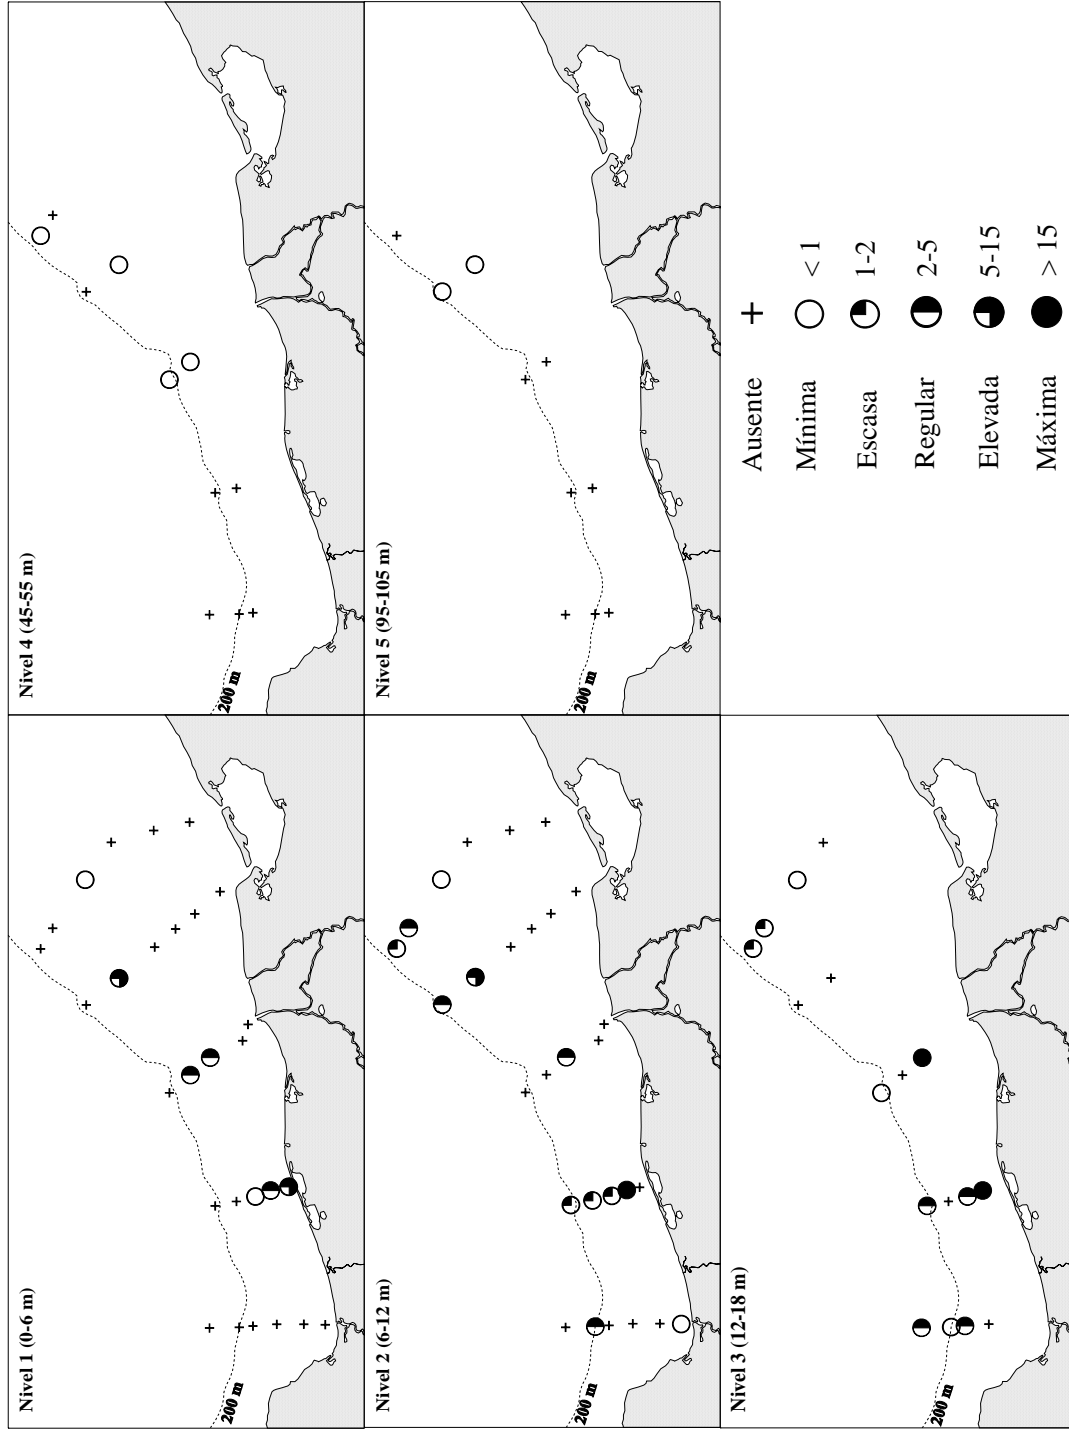 Nivel 1 (0-6 m)
200 m
Nivel 2 (6-12 m)
200 m
Nivel 3 (12-18 m)
200 m
Nivel 4 (45-55 m)
200 m
Nivel 5 (95-105 m)
200 m
Ausente +
Mínima < 1
Escasa 1-2
Regular 2-5
Elevada 5-15
Máxima > 15